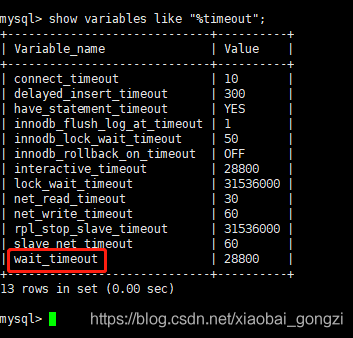 mysql> show variables like "%timeout";
+-----------------------------+----------+
| Variable_name | Value |
+-----------------------------+----------+
| connect_timeout | 10 |
| delayed_insert_timeout | 300 |
| have_statement_timeout | YES |
| innodb_flush_log_at_timeout | 1 |
| innodb_lock_wait_timeout | 50 |
| innodb_rollback_on_timeout | OFF |
| interactive_timeout | 28800 |
| lock_wait_timeout | 31536000 |
| net_read_timeout | 30 |
| net_write_timeout | 60 |
| rpl_stop_slave_timeout | 31536000 |
| slave_net_timeout | 60 |
| wait_timeout | 28800 |
+-----------------------------+----------+
13 rows in set (0.00 sec)
mysql>
https://blog.csdn.net/xiaobai_gongzi